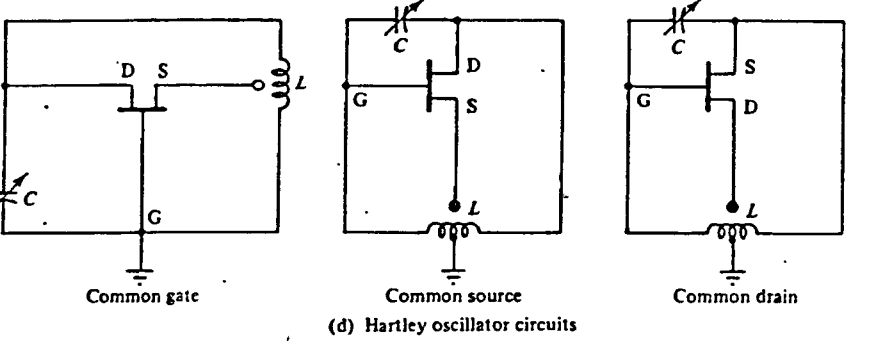 C
C
D S
L
D
S
G
S
G
D
C
G
L
L
Common gate
Common source
Common drain
(d) Hartley oscillator circuits